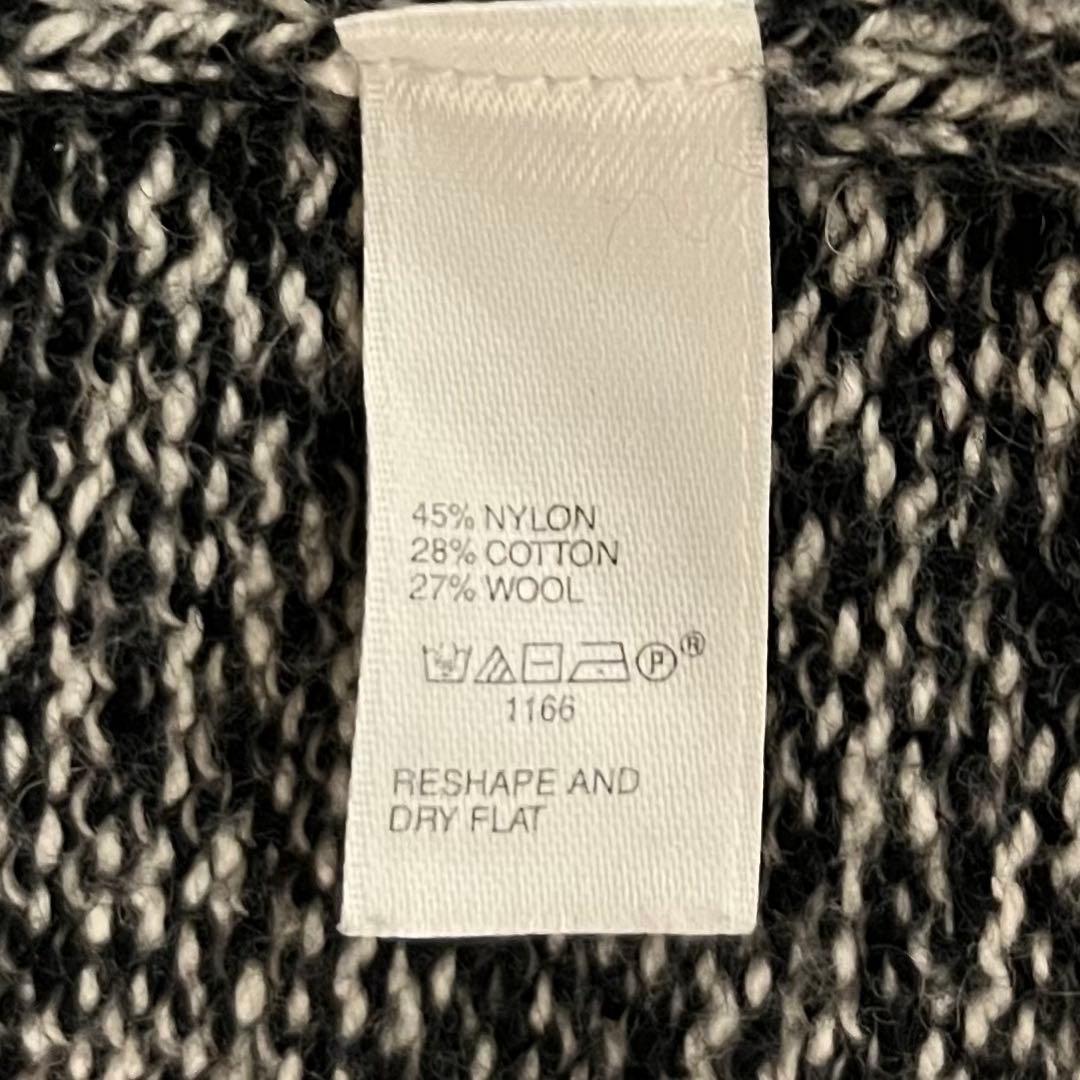 45% NYLON
28% COTTON
27% WOOL
P ®
1166
RESHAPE AND
DRY FLAT